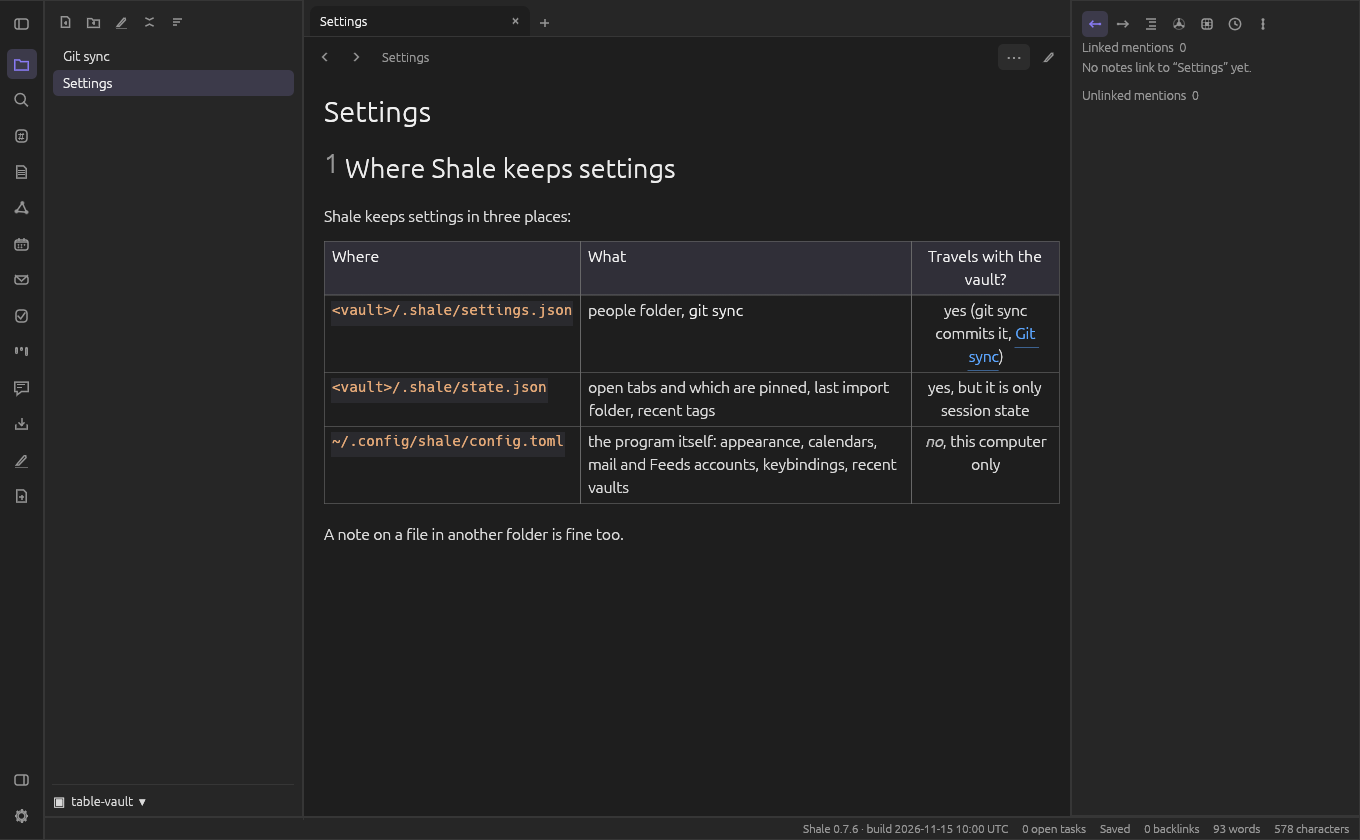 Settings
Git sync
Settings
table-vault
Settings
Settings
1 Where Shale keeps settings
Shale keeps settings in three places:
Where
What
Travels with the
vault?
<vault>/.shale/settings.json
people folder, git sync
yes (git sync
commits it, Git
sync)
<vault>/.shale/state.json
open tabs and which are pinned, last import
folder, recent tags
yes, but it is only
session state
~/.config/shale/config.toml
the program itself: appearance, calendars,
mail and Feeds accounts, keybindings, recent
vaults
no, this computer
only
A note on a file in another folder is fine too.
Linked mentions 0
No notes link to “Settings” yet.
Unlinked mentions 0
Shale 0.7.6 · build 2026-11-15 10:00 UTC 0 open tasks Saved 0 backlinks 93 words 578 characters